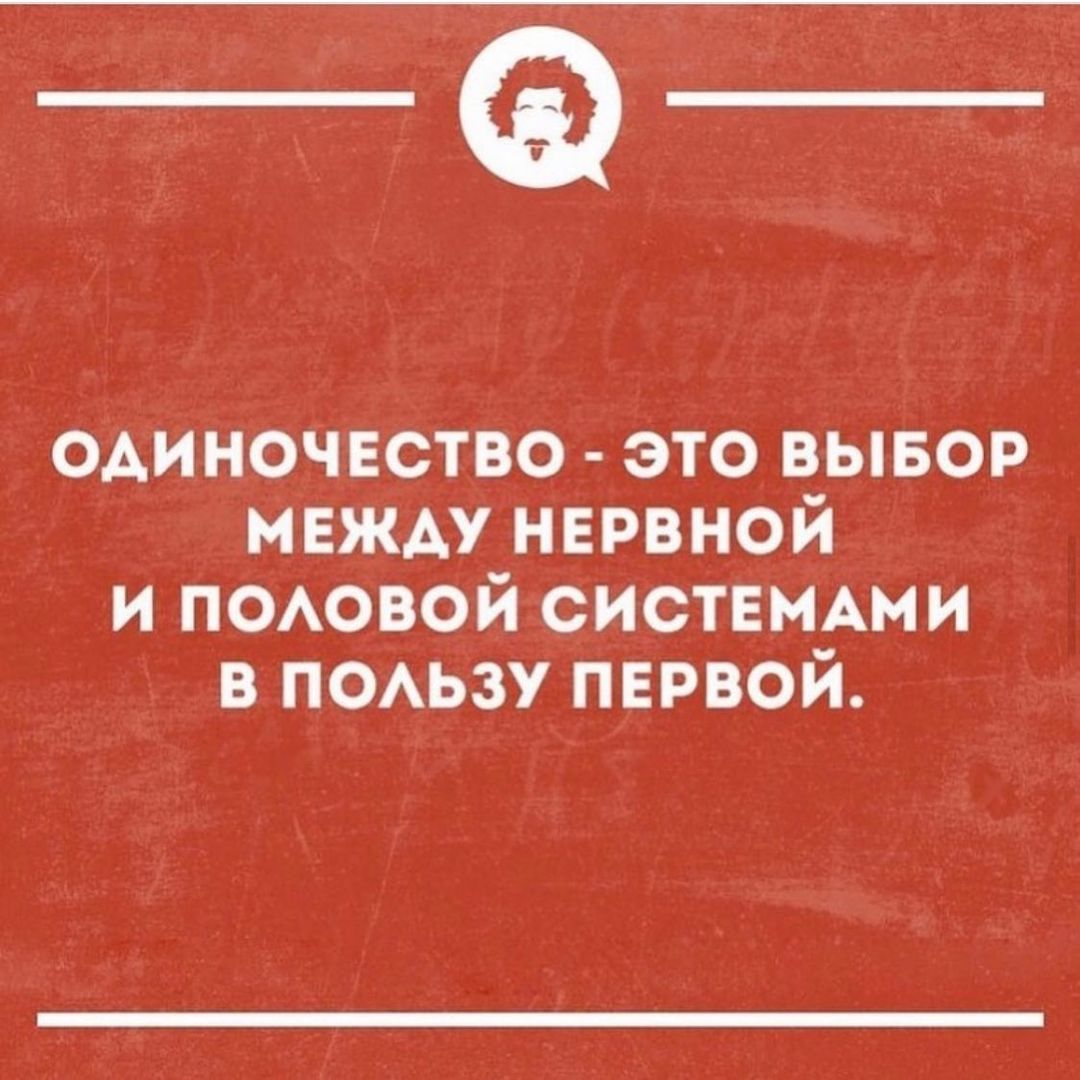 ОДИНОЧЕСТВО - ЭТО ВЫБОР
МЕЖДУ НЕРВНОЙ
И ПОЛОВОЙ СИСТЕМАМИ
В ПОЛЬЗУ ПЕРВОЙ.